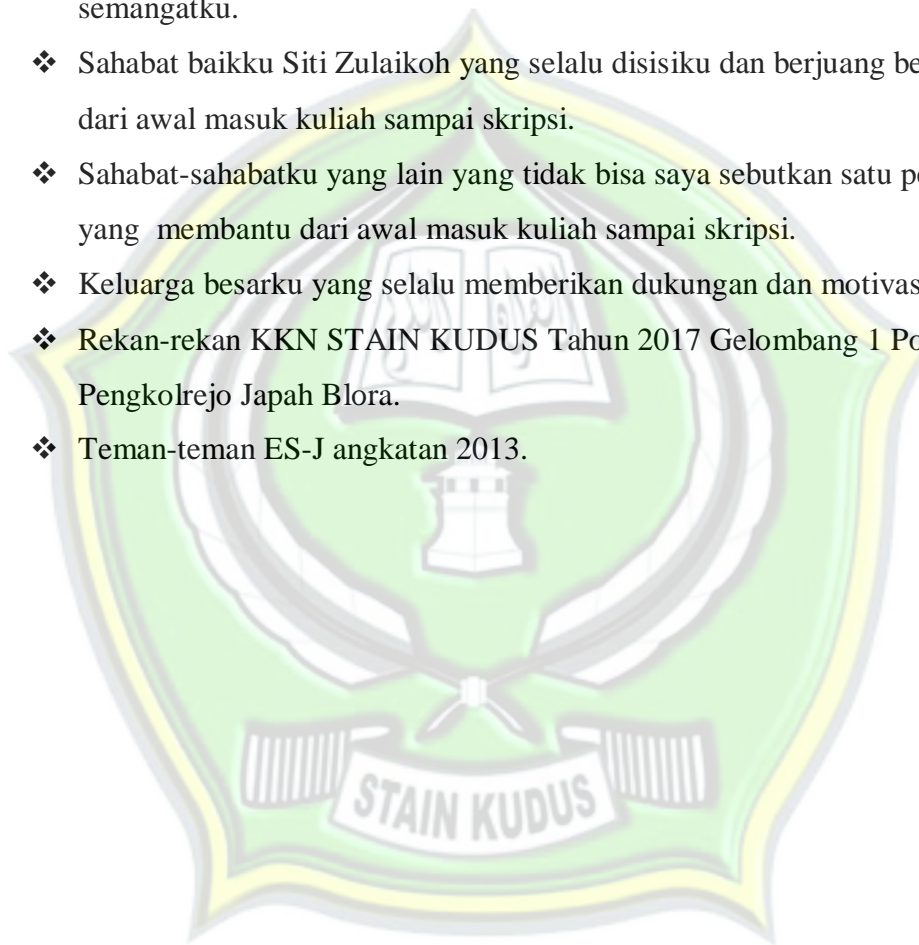 semangatku.
❖ Sahabat baikku Siti Zulaikoh yang selalu disisiku dan berjuang
dari awal masuk kuliah sampai skripsi.
❖ Sahabat-sahabatku yang lain yang tidak bisa saya sebutkan satu
yang membantu dari awal masuk kuliah sampai skripsi.
❖ Keluarga besarku yang selalu memberikan dukungan dan
❖ Rekan-rekan KKN STAIN KUDUS Tahun 2017 Gelombang 1
Pengkolrejo Japah Blora.
❖ Teman-teman ES-J angkatan 2013.
STAIN KUDUS